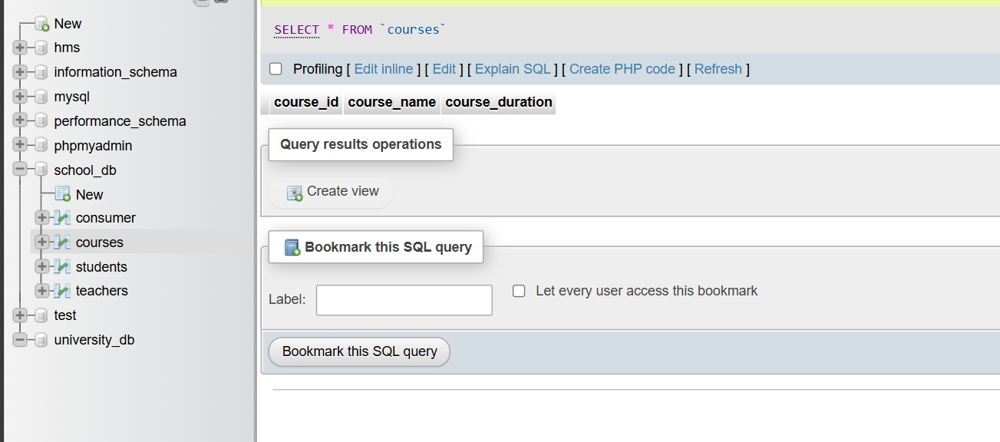 New
hms
information_schema
mysql
performance_schema
phpmyadmin
school_db
New
consumer
courses
students
teachers
test
university_db
SELECT * FROM `courses`
Profiling [ Edit inline ] [ Edit ] [ Explain SQL ] [ Create PHP code ] [ Refresh ]
course_id course_name course_duration
Query results operations
Create view
Bookmark this SQL query
Label: Let every user access this bookmark
Bookmark this SQL query